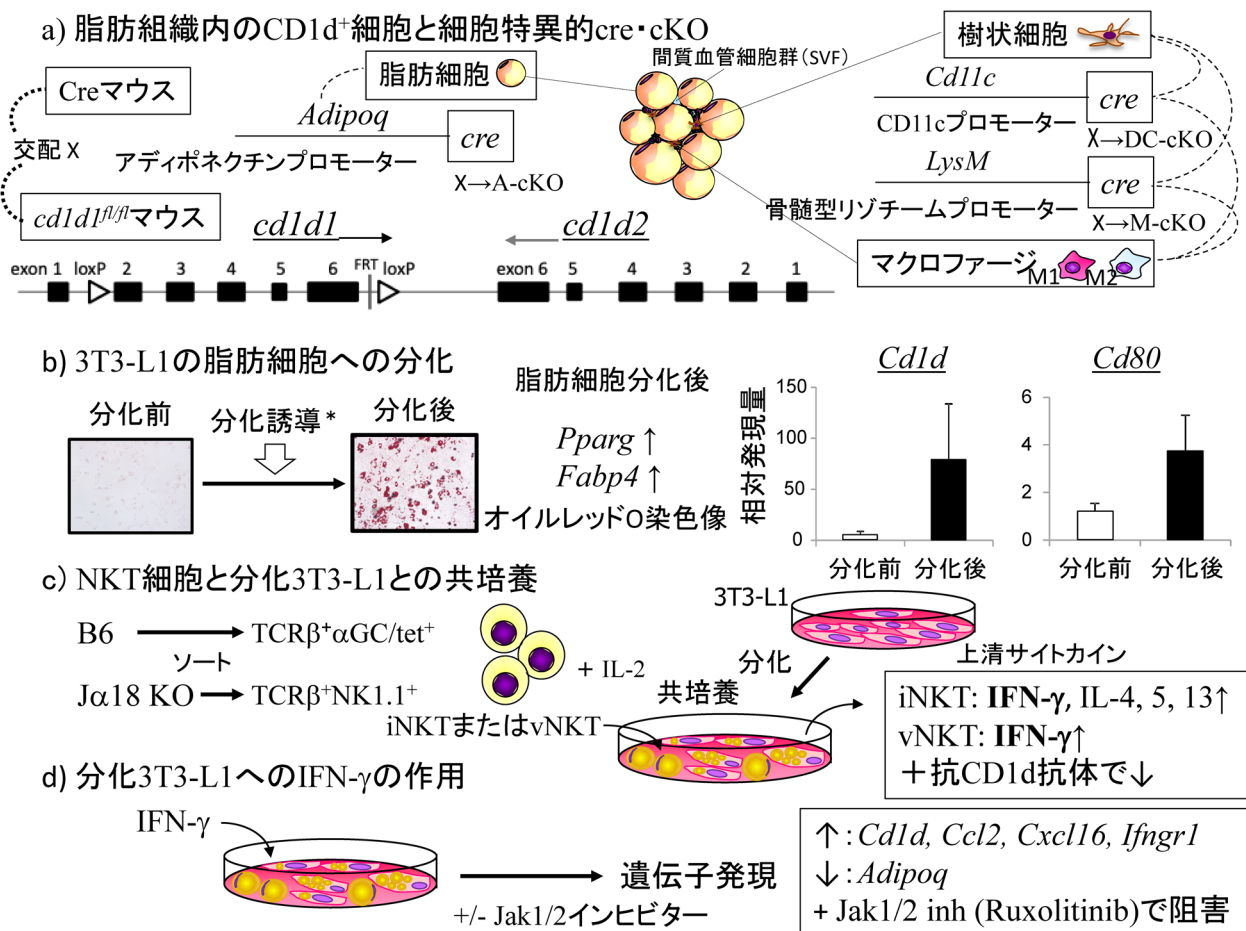 a) 脂肪組織内のCD1d⁺細胞と細胞特異的cre・cKO
Creマウス
交配 X
cd1d1fl/flマウス
脂肪細胞
Adipoq
cre
アディポネクチンプロモーター
X→A-cKO
間質血管細胞群(SVF)
樹状細胞
Cd11c
cre
CD11cプロモーター
X→DC-cKO
LysM
cre
骨髄型リゾチームプロモーター
X→M-cKO
マクロファージ
M1
M2
cd1d1
cd1d2
exon 1 loxP 2 3 4 5 6 FRT loxP exon 6 5 4 3 2 1
b) 3T3-L1の脂肪細胞への分化
分化前
分化誘導*
分化後
脂肪細胞分化後
Pparg ↑
Fabp4 ↑
オイルレッドO染色像
相対発現量
Cd1d
150
100
50
0
分化前 分化後
Cd80
6
4
2
0
分化前 分化後
c) NKT細胞と分化3T3-L1との共培養
B6
TCRβ⁺αGC/tet⁺
ソート
Jα18 KO
TCRβ⁺NK1.1⁺
+ IL-2
iNKTまたはvNKT
3T3-L1
分化
共培養
上清サイトカイン
iNKT: IFN-γ, IL-4, 5, 13↑
vNKT: IFN-γ↑
＋抗CD1d抗体で↓
d) 分化3T3-L1へのIFN-γの作用
IFN-γ
遺伝子発現
+/- Jak1/2インヒビター
↑: Cd1d, Ccl2, Cxcl16, Ifngr1
↓: Adipoq
+ Jak1/2 inh (Ruxolitinib)で阻害